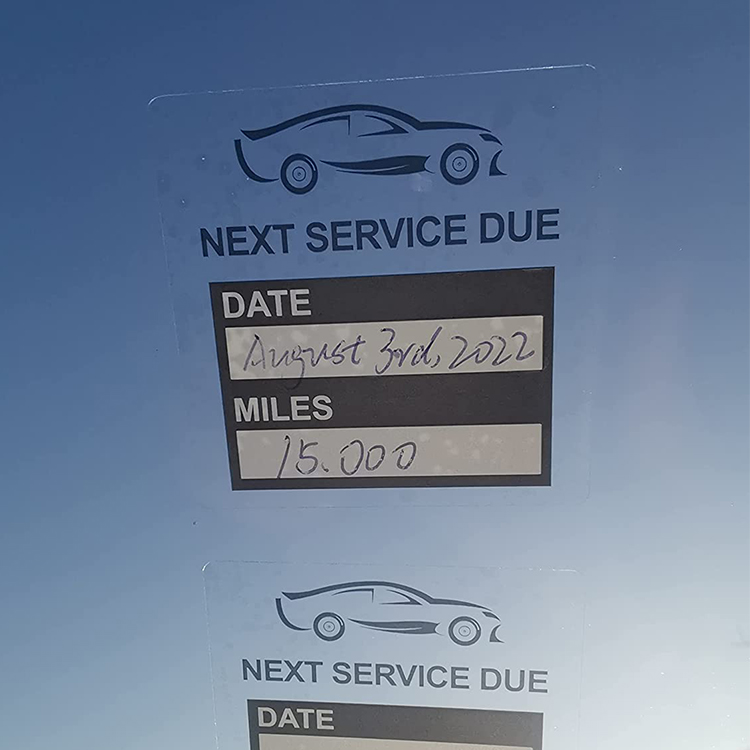 NEXT SERVICE DUE
DATE
August 3rd, 2022
MILES
15.000
NEXT SERVICE DUE
DATE